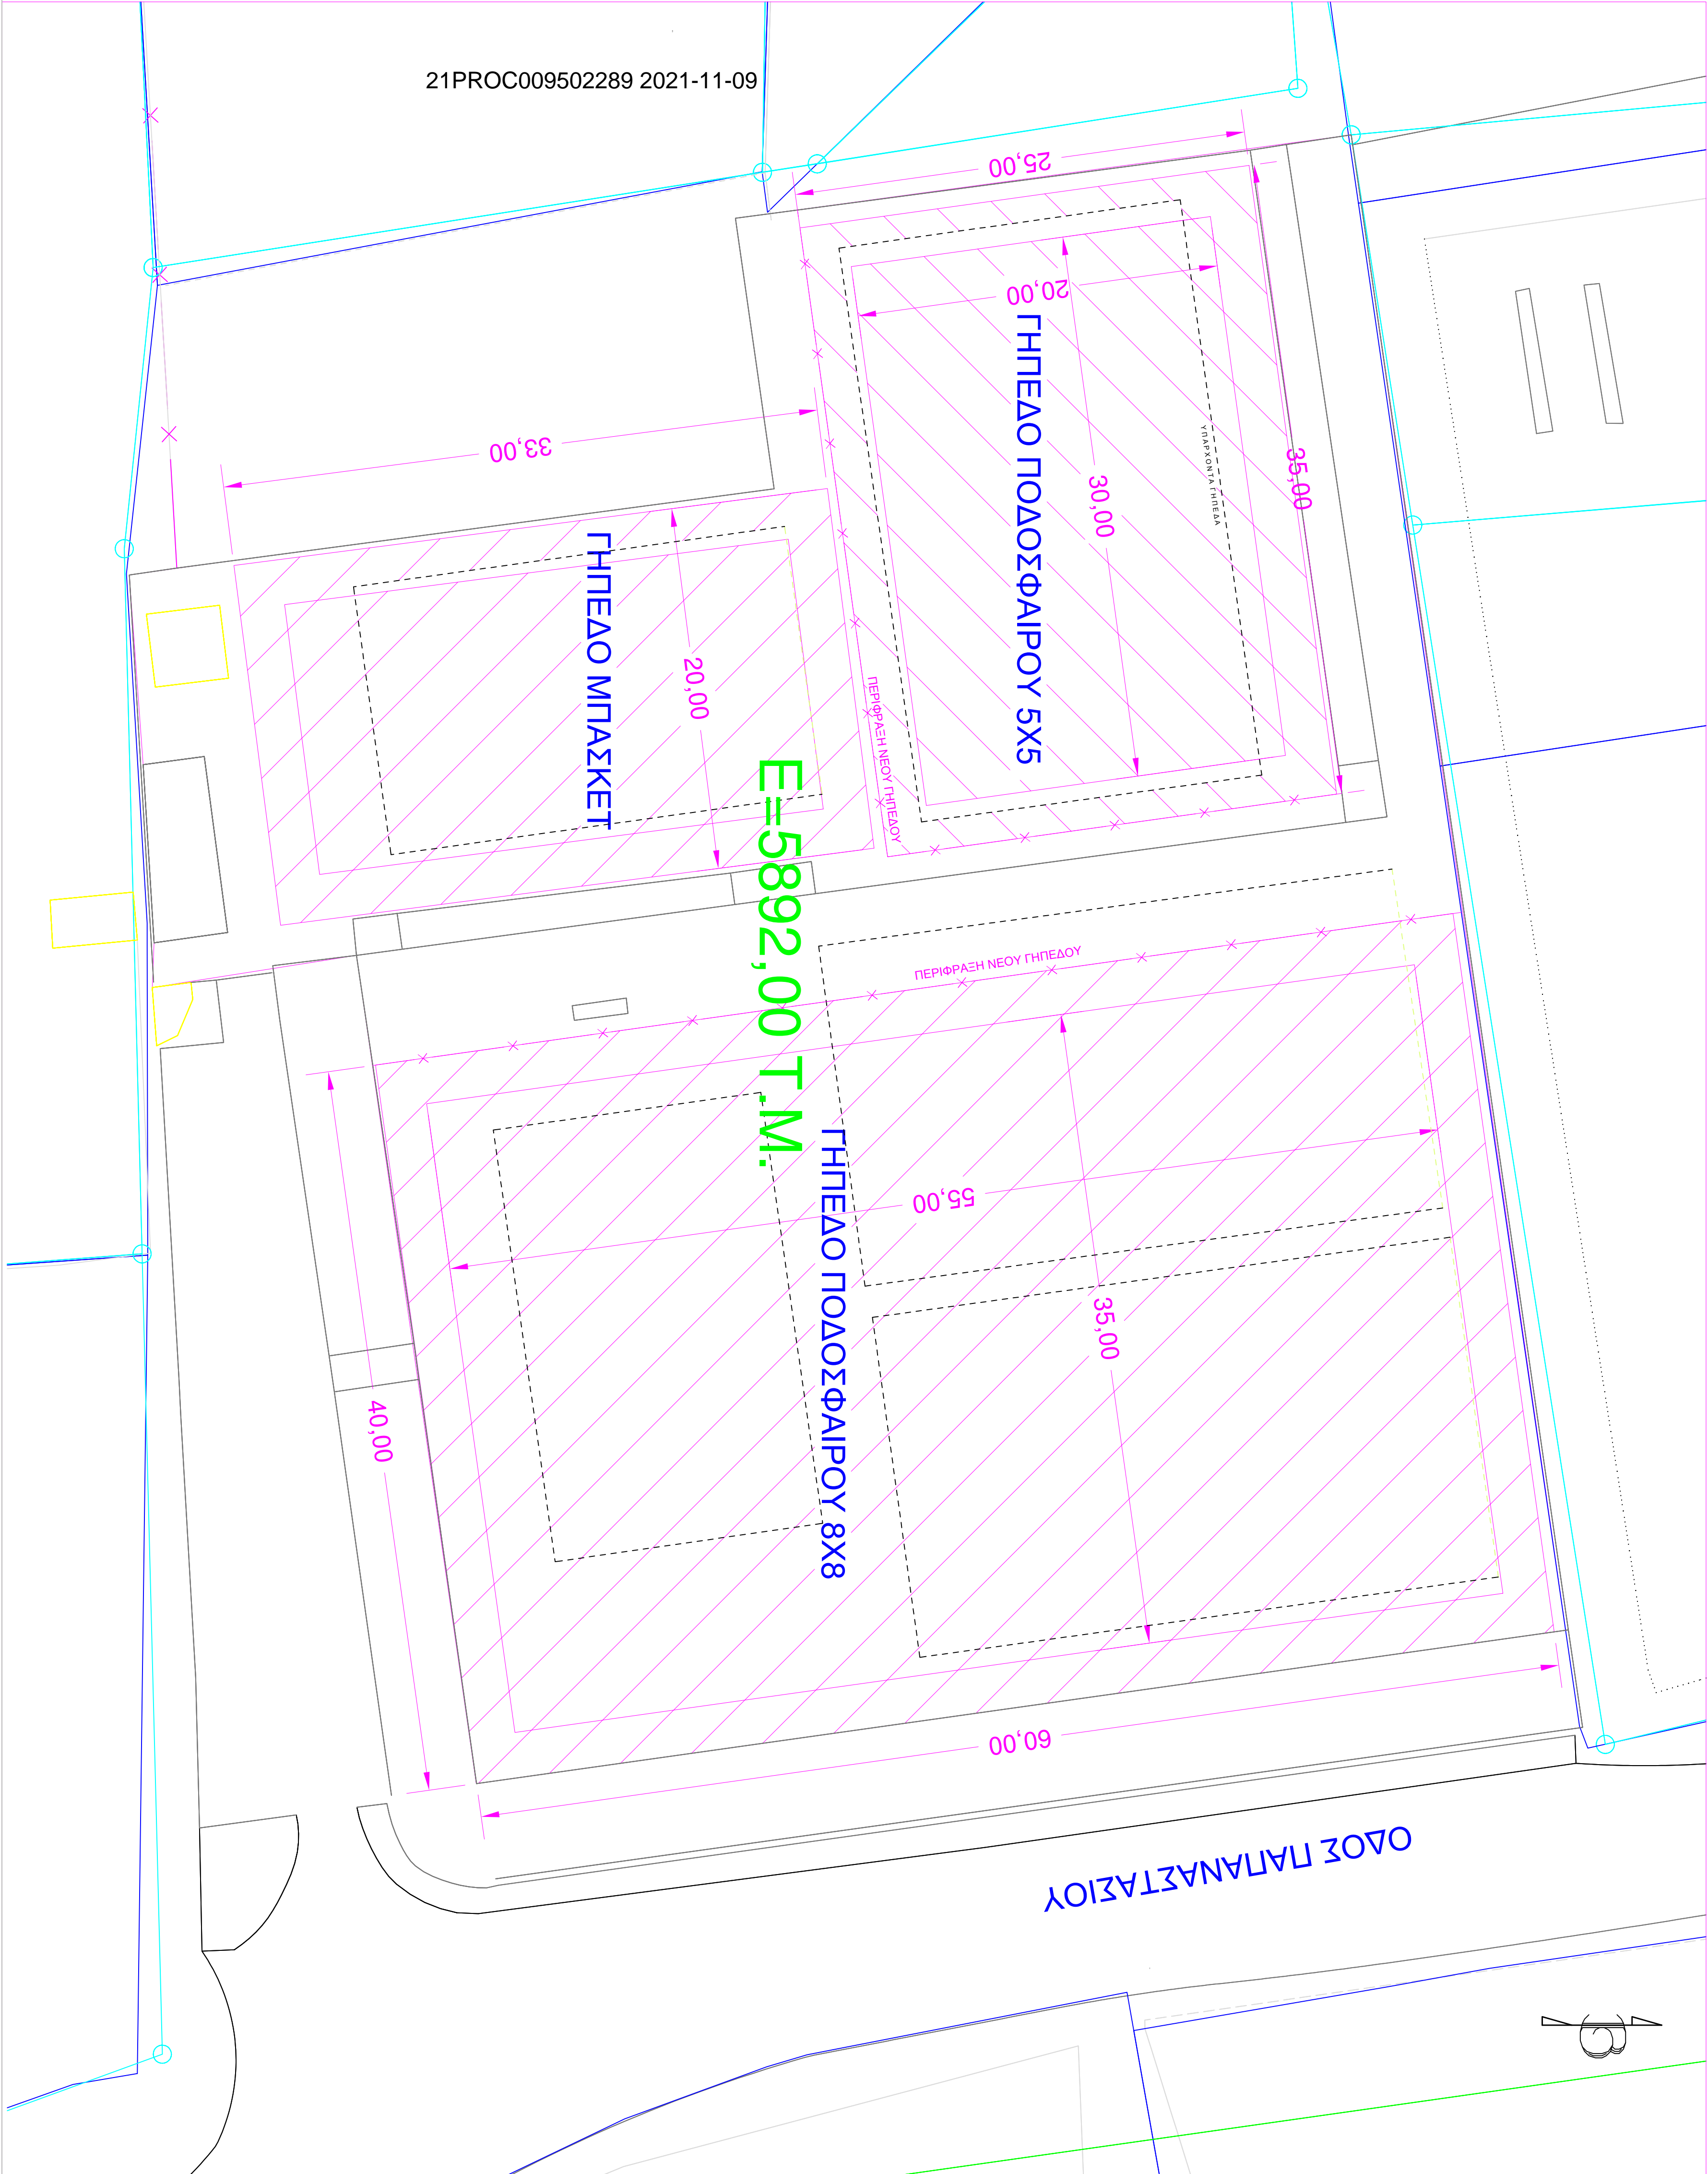 21PROC009502289 2021-11-09
25,00
20,00
ΓΗΠΕΔΟ ΠΟΔΟΣΦΑΙΡΟΥ 5Χ5
30,00
ΥΠΑΡΧΟΝΤΑ ΓΗΠΕΔΑ
35,00
33,00
ΓΗΠΕΔΟ ΜΠΑΣΚΕΤ
20,00
ΠΕΡΙΦΡΑΞΗ ΝΕΟΥ ΓΗΠΕΔΟΥ
Ε=5892,00 Τ.Μ.
ΠΕΡΙΦΡΑΞΗ ΝΕΟΥ ΓΗΠΕΔΟΥ
ΓΗΠΕΔΟ ΠΟΔΟΣΦΑΙΡΟΥ 8Χ8
55,00
35,00
40,00
60,00
ΟΔΟΣ ΠΑΠΑΝΑΣΤΑΣΙΟΥ